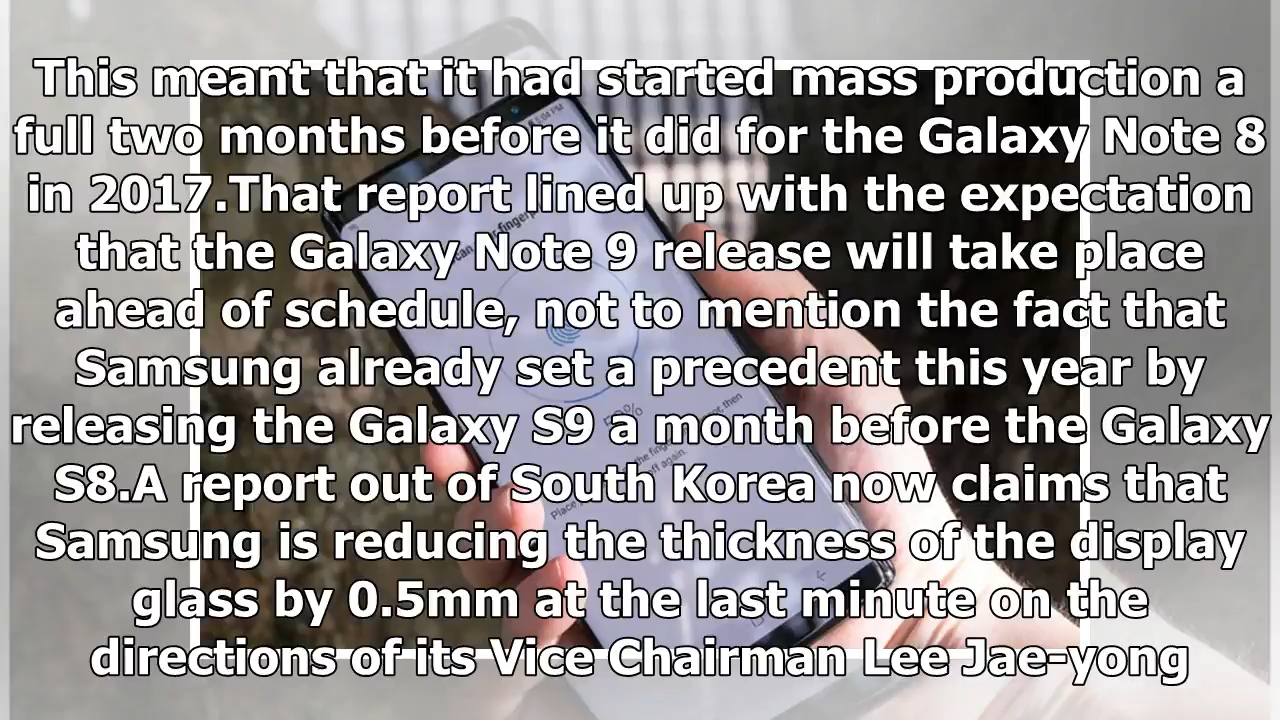 This meant that it had started mass production a
full two months before it did for the Galaxy Note 8
in 2017.That report lined up with the expectation
that the Galaxy Note 9 release will take place
ahead of schedule, not to mention the fact that
Samsung already set a precedent this year by
releasing the Galaxy S9 a month before the Galaxy
S8.A report out of South Korea now claims that
Samsung is reducing the thickness of the display
glass by 0.5mm at the last minute on the
directions of its Vice Chairman Lee Jae-yong